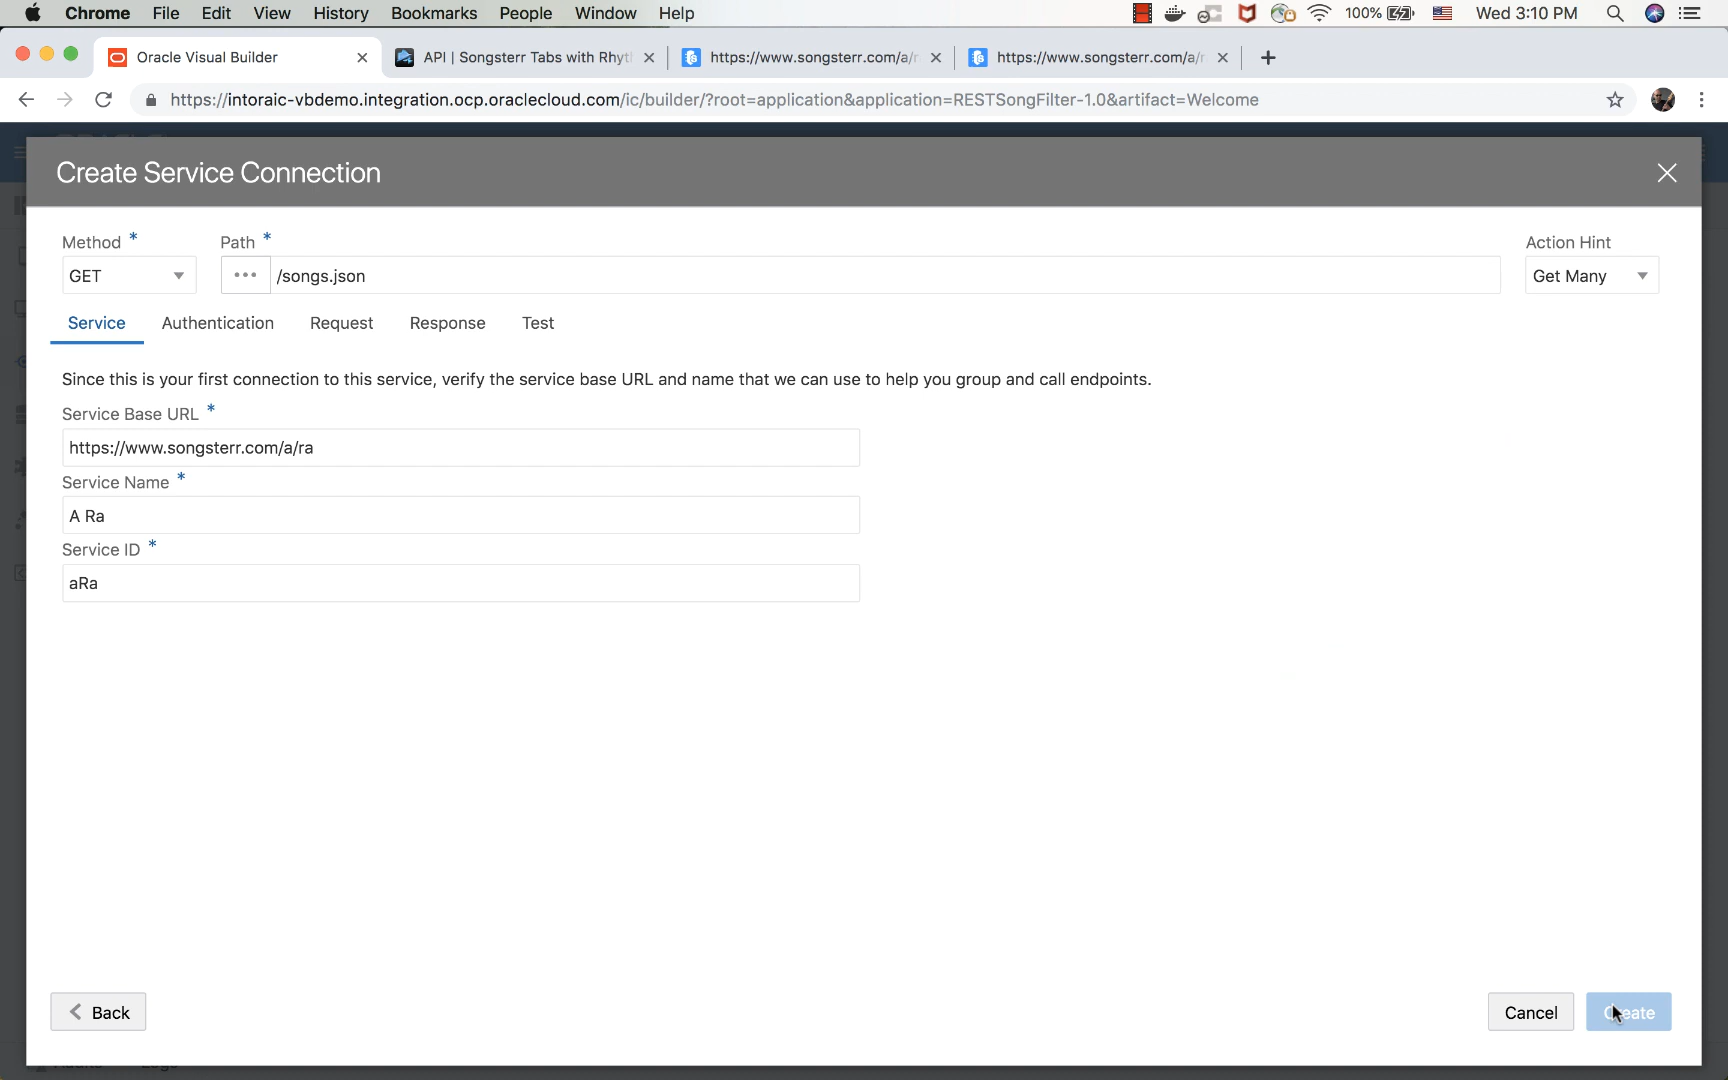 Chrome File Edit View History Bookmarks People Window Help 100% Wed 3:10 PM
Oracle Visual Builder API | Songsterr Tabs with Rhyt https://www.songsterr.com/a/r https://www.songsterr.com/a/r
https://intoraic-vbdemo.integration.ocp.oraclecloud.com/ic/builder/?root=application&application=RESTSongFilter-1.0&artifact=Welcome
Create Service Connection
Method * Path * Action Hint
GET ••• /songs.json Get Many
Service Authentication Request Response Test
Since this is your first connection to this service, verify the service base URL and name that we can use to help you group and call endpoints.
Service Base URL *
https://www.songsterr.com/a/ra
Service Name *
A Ra
Service ID *
aRa
Back Cancel Create